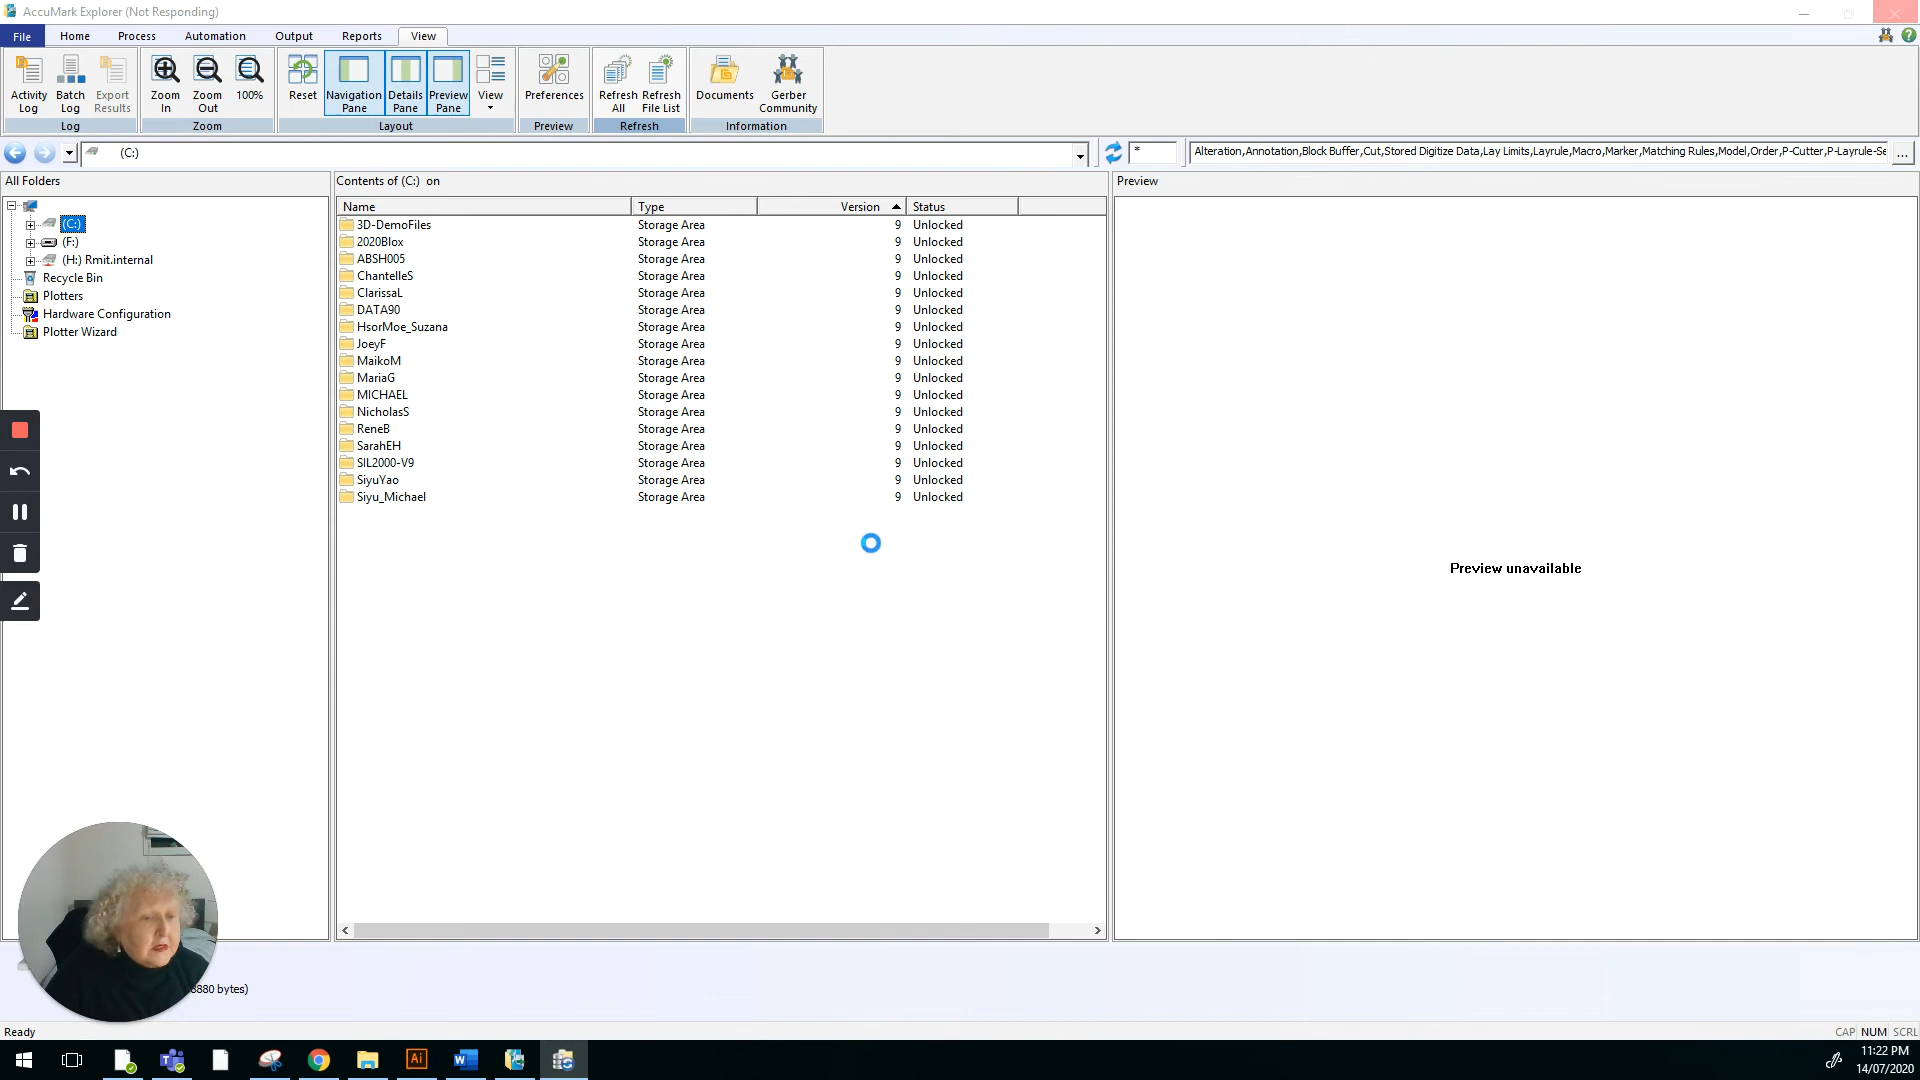 AccuMark Explorer (Not Responding)
File Home Process Automation Output Reports View
Activity Log Batch Log Export Results Zoom In Zoom Out 100% Reset Navigation Pane Details Pane Preview Pane View Preferences Refresh All Refresh File List Documents Gerber Community
Log Zoom Layout Preview Refresh Information
(C:) * Alteration,Annotation,Block Buffer,Cut,Stored Digitize Data,Lay Limits,Layrule,Macro,Marker,Matching Rules,Model,Order,P-Cutter,P-Layrule-Se ...
All Folders
(C:)
(F:)
(H:) Rmit.internal
Recycle Bin
Plotters
Hardware Configuration
Plotter Wizard
Contents of (C:) on
Name Type Version Status
3D-DemoFiles Storage Area 9 Unlocked
2020Blox Storage Area 9 Unlocked
ABSH005 Storage Area 9 Unlocked
ChantelleS Storage Area 9 Unlocked
ClarissaL Storage Area 9 Unlocked
DATA90 Storage Area 9 Unlocked
HsorMoe_Suzana Storage Area 9 Unlocked
JoeyF Storage Area 9 Unlocked
MaikoM Storage Area 9 Unlocked
MariaG Storage Area 9 Unlocked
MICHAEL Storage Area 9 Unlocked
NicholasS Storage Area 9 Unlocked
ReneB Storage Area 9 Unlocked
SarahEH Storage Area 9 Unlocked
SIL2000-V9 Storage Area 9 Unlocked
SiyuYao Storage Area 9 Unlocked
Siyu_Michael Storage Area 9 Unlocked
Preview
Preview unavailable
880 bytes)
Ready CAP NUM SCRL
Ai
11:22 PM
14/07/2020